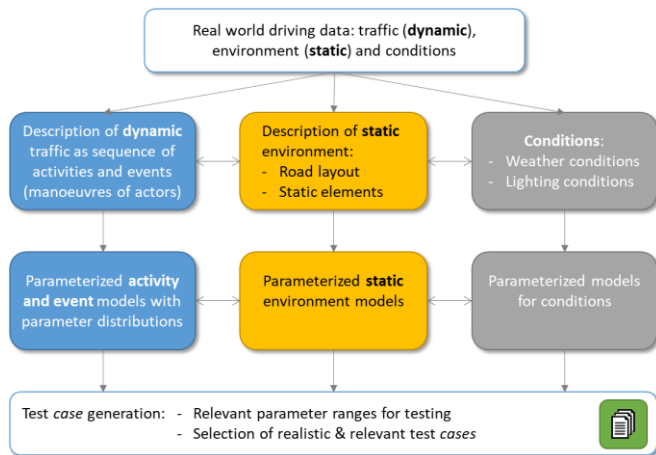 Real world driving data: traffic (dynamic),
environment (static) and conditions
Description of dynamic
traffic as sequence of
activities and events
(manoeuvres of actors)
Description of static
environment:
- Road layout
- Static elements
Conditions:
- Weather conditions
- Lighting conditions
Parameterized activity
and event models with
parameter distributions
Parameterized static
environment models
Parameterized models
for conditions
Test case generation: - Relevant parameter ranges for testing
- Selection of realistic & relevant test cases